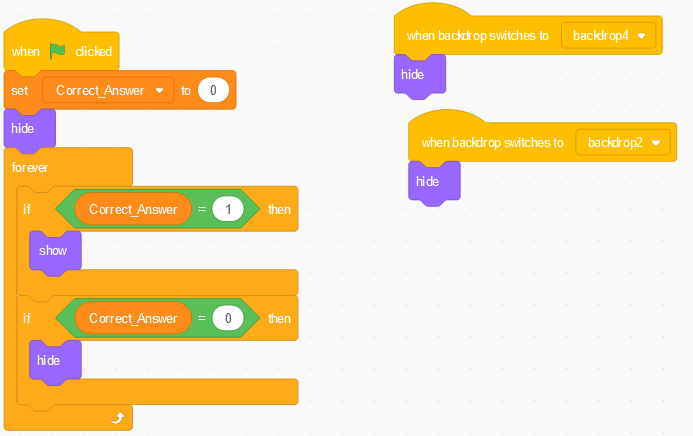 when clicked
set Correct_Answer to 0
hide
forever
if Correct_Answer = 1 then
show
if Correct_Answer = 0 then
hide
when backdrop switches to backdrop4
hide
when backdrop switches to backdrop2
hide